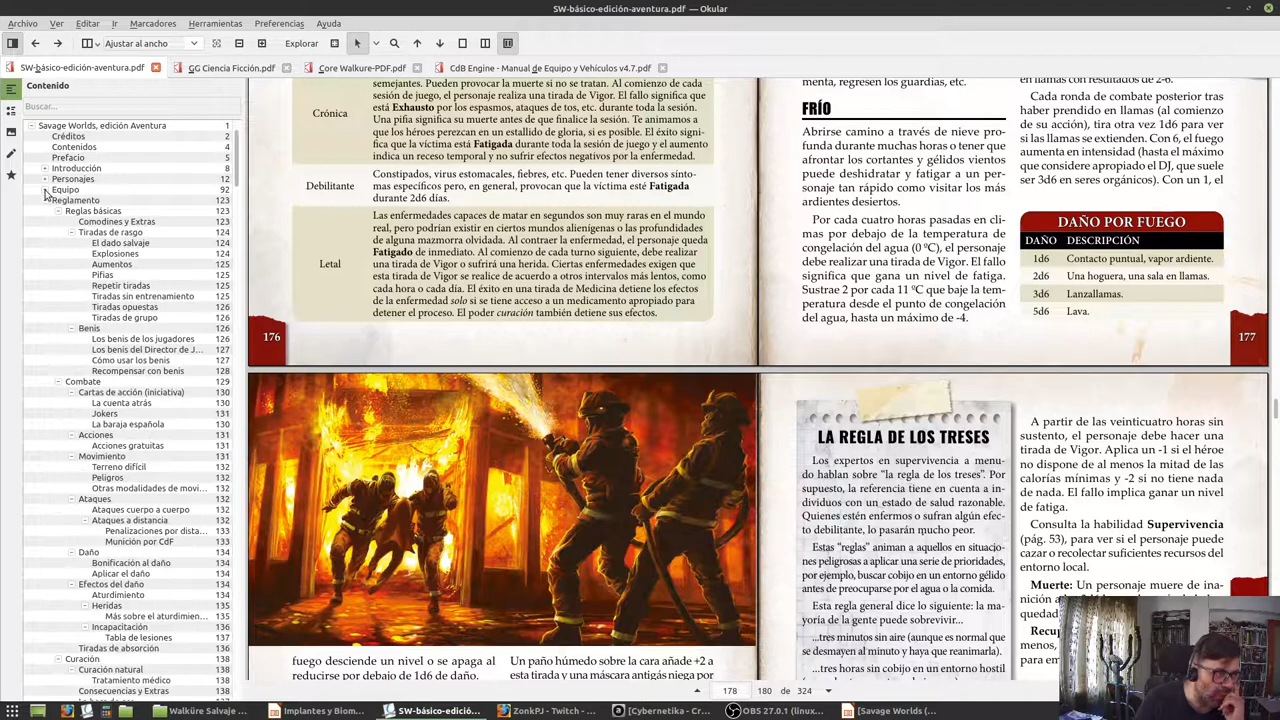 SW-básico-edición-aventura.pdf — Okular
Archivo Ver Editar Ir Marcadores Herramientas Preferencias Ayuda
Ajustar al ancho Explorar
SW-básico-edición-aventura.pdf GG Ciencia Ficción.pdf Core Walkure-PDF.pdf CdB Engine - Manual de Equipo y Vehículos v4.7.pdf
Contenido
Buscar...
Savage Worlds, edición Aventura 1
Créditos 2
Contenidos 4
Prefacio 5
Introducción 8
Personajes 12
Equipo 92
Reglamento 123
Reglas básicas 123
Comodines y Extras 123
Tiradas de rasgo 124
El dado salvaje 124
Explosiones 124
Aumentos 125
Pifias 125
Repetir tiradas 125
Tiradas sin entrenamiento 125
Tiradas opuestas 125
Tiradas de grupo 126
Benis 126
Los benis de los jugadores 126
Los benis del Director de J... 127
Cómo usar los benis 127
Recompensar con benis 128
Combate 129
Cartas de acción (iniciativa) 130
La cuenta atrás 130
Jokers 131
La baraja española 130
Acciones 131
Acciones gratuitas 131
Movimiento 132
Terreno difícil 132
Peligros 132
Otras modalidades de movi... 132
Ataques 132
Ataques cuerpo a cuerpo 132
Ataques a distancia 132
Penalizaciones por dista... 133
Munición por CdF 133
Daño 134
Bonificación al daño 134
Aplicar el daño 134
Efectos del daño 134
Aturdimiento 134
Heridas 135
Más sobre el aturdimien... 135
Incapacitación 136
Tabla de lesiones 137
Tiradas de absorción 136
Curación 138
Curación natural 138
Tratamiento médico 138
Consecuencias y Extras 138
Crónica
semejantes. Pueden provocar la muerte si no se tratan. Al comienzo de cada
sesión de juego, el personaje realiza una tirada de Vigor. El fallo significa que
está Exhausto por los espasmos, ataques de tos, etc. durante toda la sesión.
Una pifia significa su muerte antes de que finalice la sesión. Te animamos a
que los héroes perezcan en un estallido de gloria, si es posible. El éxito signi-
fica que la víctima está Fatigada durante toda la sesión de juego y el aumento
indica un receso temporal y no sufrir efectos negativos por la enfermedad.
Debilitante
Constipados, virus estomacales, fiebres, etc. Pueden tener diversos sínto-
mas específicos pero, en general, provocan que la víctima esté Fatigada
durante 2d6 días.
Letal
Las enfermedades capaces de matar en segundos son muy raras en el mundo
real, pero podrían existir en ciertos mundos alienígenas o las profundidades
de alguna mazmorra olvidada. Al contraer la enfermedad, el personaje queda
Fatigado de inmediato. Al comienzo de cada turno siguiente, debe realizar
una tirada de Vigor o sufrirá una herida. Ciertas enfermedades exigen que
esta tirada de Vigor se realice de acuerdo a otros intervalos más lentos, como
cada hora o cada día. El éxito en una tirada de Medicina detiene los efectos
de la enfermedad solo si se tiene acceso a un medicamento apropiado para
detener el proceso. El poder curación también detiene sus efectos.
176
menta, regresen los guardias, etc.
FRÍO
Abrirse camino a través de nieve pro-
funda durante muchas horas o tener que
afrontar los cortantes y gélidos vientos
puede deshidratar y fatigar a un per-
sonaje tan rápido como visitar los más
ardientes desiertos.
Por cada cuatro horas pasadas en cli-
mas por debajo de la temperatura de
congelación del agua (0 ºC), el personaje
debe realizar una tirada de Vigor. El fallo
significa que gana un nivel de fatiga.
Sustrae 2 por cada 11 ºC que baje la tem-
peratura desde el punto de congelación
del agua, hasta un máximo de -4.
en llamas con resultados de 2-6.
Cada ronda de combate posterior tras
haber prendido en llamas (al comienzo
de su acción), tira otra vez 1d6 para ver
si las llamas se extienden. Con 6, el fuego
aumenta en intensidad (hasta el máximo
que considere apropiado el DJ, que suele
ser 3d6 en seres orgánicos). Con un 1, el
DAÑO POR FUEGO
DAÑO DESCRIPCIÓN
1d6 Contacto puntual, vapor ardiente.
2d6 Una hoguera, una sala en llamas.
3d6 Lanzallamas.
5d6 Lava.
177
fuego desciende un nivel o se apaga al
reducirse por debajo de 1d6 de daño.
Un paño húmedo sobre la cara añade +2 a
esta tirada y una máscara antigás niega por
LA REGLA DE LOS TRESES
Los expertos en supervivencia a menu-
do hablan sobre "la regla de los treses". Por
supuesto, la referencia tiene en cuenta a in-
dividuos con un estado de salud razonable.
Quienes estén enfermos o sufran algún efec-
to debilitante, lo pasarán mucho peor.
Estas "reglas" animan a aquellos en situacio-
nes peligrosas a aplicar una serie de prioridades,
por ejemplo, buscar cobijo en un entorno gélido
antes de preocuparse por el agua o la comida.
Esta regla general dice lo siguiente: la ma-
yoría de la gente puede sobrevivir...
...tres minutos sin aire (aunque es normal que
se desmayen al minuto y haya que reanimarla).
...tres horas sin cobijo en un entorno hostil
A partir de las veinticuatro horas sin
sustento, el personaje debe hacer una
tirada de Vigor. Aplica un -1 si el héroe
no dispone de al menos la mitad de las
calorías mínimas y -2 si no tiene nada
de nada. El fallo implica ganar un nivel
de fatiga.
Consulta la habilidad Supervivencia
(pág. 53), para ver si el personaje puede
cazar o recolectar suficientes recursos del
entorno local.
Muerte: Un personaje muere de ina-
nición a
quedad
Recup
menos,
para em
178 180 de 324
Walküre Salvaje Implantes y Biom... SW-básico-edició... ZonkPJ - Twitch - ... [Cybernetika - C... OBS 27.0.1 (linux... [Savage Worlds (...